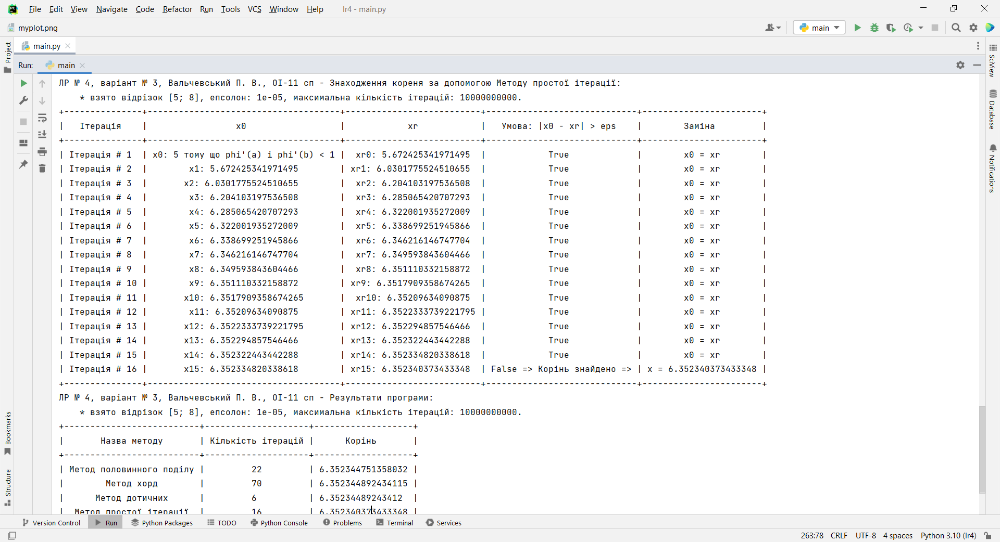 File Edit View Navigate Code Refactor Run Tools VCS Window Help lr4 - main.py
myplot.png
main
Project
main.py
Run: main
ЛР № 4, варіант № 3, Вальчевський П. В., ОІ-11 сп - Знаходження кореня за допомогою Методу простої ітерації:
* взято відрізок [5; 8], епсолон: 1e-05, максимальна кількість ітерацій: 10000000000.
+---------------+-------------------------------------+--------------------------+-----------------------------+-----------------------+
| Ітерація | x0 | xr | Умова: |x0 - xr| > eps | Заміна |
+---------------+-------------------------------------+--------------------------+-----------------------------+-----------------------+
| Ітерація # 1 | x0: 5 тому що phi'(a) і phi'(b) < 1 | xr0: 5.672425341971495 | True | x0 = xr |
| Ітерація # 2 | x1: 5.672425341971495 | xr1: 6.0301775524510655 | True | x0 = xr |
| Ітерація # 3 | x2: 6.0301775524510655 | xr2: 6.204103197536508 | True | x0 = xr |
| Ітерація # 4 | x3: 6.204103197536508 | xr3: 6.285065420707293 | True | x0 = xr |
| Ітерація # 5 | x4: 6.285065420707293 | xr4: 6.322001935272009 | True | x0 = xr |
| Ітерація # 6 | x5: 6.322001935272009 | xr5: 6.338699251945866 | True | x0 = xr |
| Ітерація # 7 | x6: 6.338699251945866 | xr6: 6.346216146747704 | True | x0 = xr |
| Ітерація # 8 | x7: 6.346216146747704 | xr7: 6.349593843604466 | True | x0 = xr |
| Ітерація # 9 | x8: 6.349593843604466 | xr8: 6.351110332158872 | True | x0 = xr |
| Ітерація # 10 | x9: 6.351110332158872 | xr9: 6.3517909358674265 | True | x0 = xr |
| Ітерація # 11 | x10: 6.3517909358674265 | xr10: 6.35209634090875 | True | x0 = xr |
| Ітерація # 12 | x11: 6.35209634090875 | xr11: 6.3522333739221795 | True | x0 = xr |
| Ітерація # 13 | x12: 6.3522333739221795 | xr12: 6.352294857546466 | True | x0 = xr |
| Ітерація # 14 | x13: 6.352294857546466 | xr13: 6.352322443442288 | True | x0 = xr |
| Ітерація # 15 | x14: 6.352322443442288 | xr14: 6.352334820338618 | True | x0 = xr |
| Ітерація # 16 | x15: 6.352334820338618 | xr15: 6.352340373433348 | False => Корінь знайдено => | x = 6.352340373433348 |
+---------------+-------------------------------------+--------------------------+-----------------------------+-----------------------+
ЛР № 4, варіант № 3, Вальчевський П. В., ОІ-11 сп - Результати програми:
* взято відрізок [5; 8], епсолон: 1e-05, максимальна кількість ітерацій: 10000000000.
+--------------------------+--------------------+-------------------+
| Назва методу | Кількість ітерацій | Корінь |
+--------------------------+--------------------+-------------------+
| Метод половинного поділу | 22 | 6.352344751358032 |
| Метод хорд | 70 | 6.352344892434115 |
| Метод дотичних | 6 | 6.35234489243412 |
| Метод простої ітерації | 16 | 6.352340373433348 |
SciView
Database
Notifications
Bookmarks
Structure
Version Control Run Python Packages TODO Python Console Problems Terminal Services
263:78 CRLF UTF-8 4 spaces Python 3.10 (lr4)